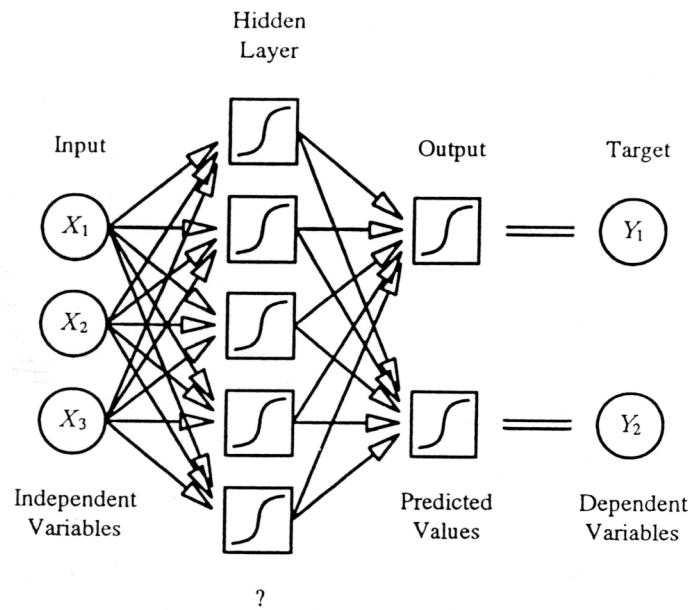 Hidden
Layer
Input
Output
Target
X₁
Y₁
X₂
X₃
Y₂
Independent
Variables
Predicted
Values
Dependent
Variables
?